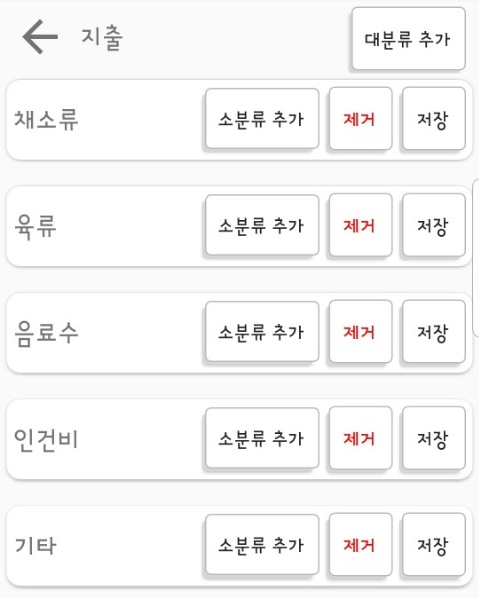 지출 대분류 추가
채소류 소분류 추가 제거 저장
육류 소분류 추가 제거 저장
음료수 소분류 추가 제거 저장
인건비 소분류 추가 제거 저장
기타 소분류 추가 제거 저장